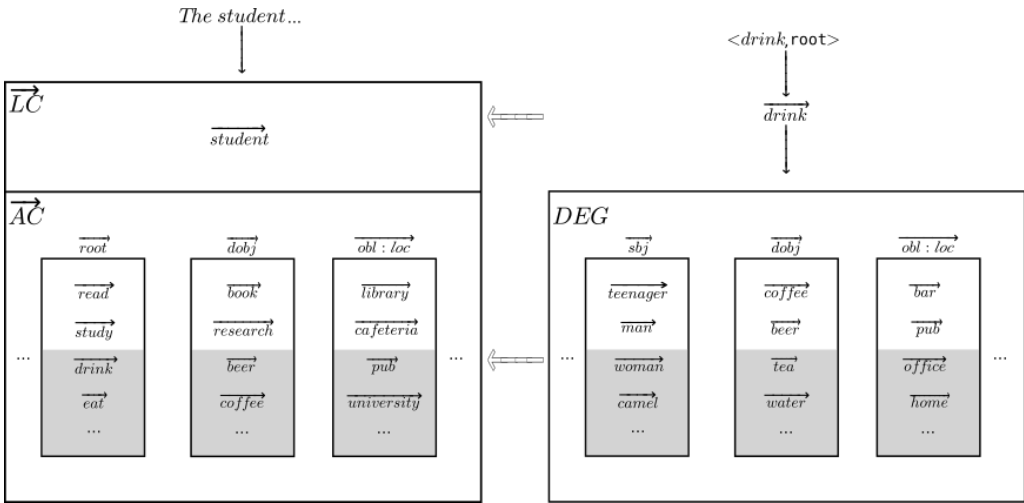 The student...
<drink,root>
LC
student
drink
AC
root dobj obl : loc
read book library
study research cafeteria
... drink beer pub ...
eat coffee university
... ... ...
DEG
sbj dobj obl : loc
teenager coffee bar
man beer pub
... woman tea office ...
camel water home
... ... ...